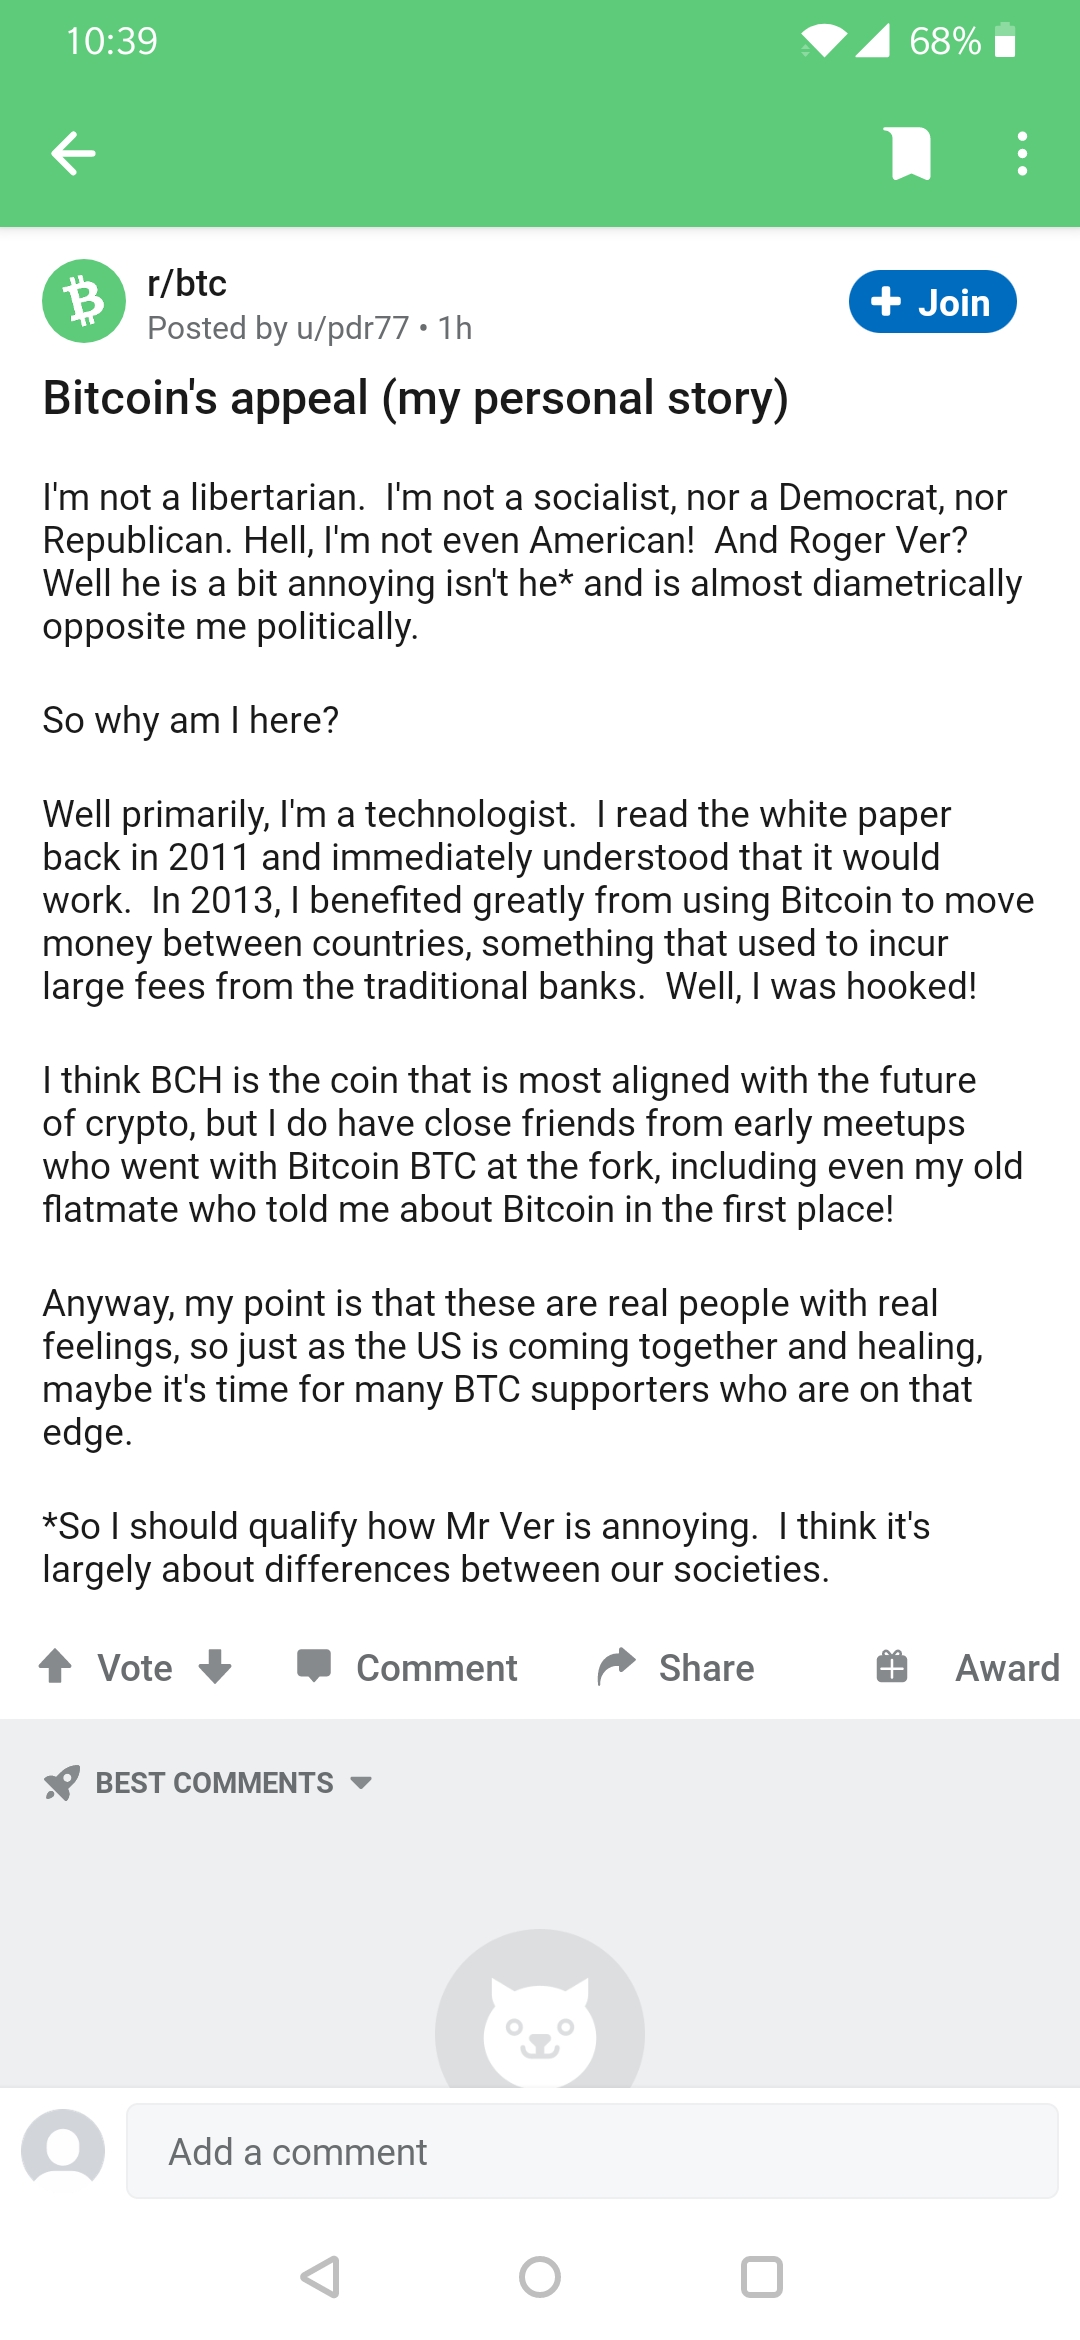 10:39
68%
r/btc
Posted by u/pdr77 • 1h
Join
Bitcoin's appeal (my personal story)
I'm not a libertarian.  I'm not a socialist, nor a Democrat, nor
Republican. Hell, I'm not even American!  And Roger Ver?
Well he is a bit annoying isn't he* and is almost diametrically
opposite me politically.
So why am I here?
Well primarily, I'm a technologist.  I read the white paper
back in 2011 and immediately understood that it would
work.  In 2013, I benefited greatly from using Bitcoin to move
money between countries, something that used to incur
large fees from the traditional banks.  Well, I was hooked!
I think BCH is the coin that is most aligned with the future
of crypto, but I do have close friends from early meetups
who went with Bitcoin BTC at the fork, including even my old
flatmate who told me about Bitcoin in the first place!
Anyway, my point is that these are real people with real
feelings, so just as the US is coming together and healing,
maybe it's time for many BTC supporters who are on that
edge.
*So I should qualify how Mr Ver is annoying.  I think it's
largely about differences between our societies.
Vote Comment Share Award
BEST COMMENTS
Add a comment